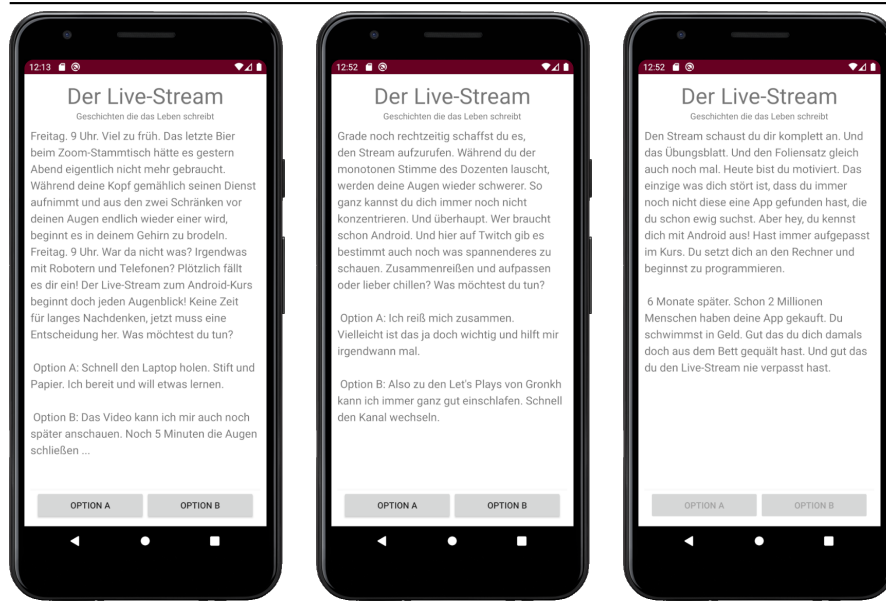 12:13
Der Live-Stream
Geschichten die das Leben schreibt
Freitag. 9 Uhr. Viel zu früh. Das letzte Bier
beim Zoom-Stammtisch hätte es gestern
Abend eigentlich nicht mehr gebraucht.
Während deine Kopf gemählich seinen Dienst
aufnimmt und aus den zwei Schränken vor
deinen Augen endlich wieder einer wird,
beginnt es in deinem Gehirn zu brodeln.
Freitag. 9 Uhr. War da nicht was? Irgendwas
mit Robotern und Telefonen? Plötzlich fällt
es dir ein! Der Live-Stream zum Android-Kurs
beginnt doch jeden Augenblick! Keine Zeit
für langes Nachdenken, jetzt muss eine
Entscheidung her. Was möchtest du tun?
Option A: Schnell den Laptop holen. Stift und
Papier. Ich bereit und will etwas lernen.
Option B: Das Video kann ich mir auch noch
später anschauen. Noch 5 Minuten die Augen
schließen ...
OPTION A
OPTION B
12:52
Der Live-Stream
Geschichten die das Leben schreibt
Grade noch rechtzeitig schaffst du es,
den Stream aufzurufen. Während du der
monotonen Stimme des Dozenten lauscht,
werden deine Augen wieder schwerer. So
ganz kannst du dich immer noch nicht
konzentrieren. Und überhaupt. Wer braucht
schon Android. Und hier auf Twitch gib es
bestimmt auch noch was spannenderes zu
schauen. Zusammenreißen und aufpassen
oder lieber chillen? Was möchtest du tun?
Option A: Ich reiß mich zusammen.
Vielleicht ist das ja doch wichtig und hilft mir
irgendwann mal.
Option B: Also zu den Let's Plays von Gronkh
kann ich immer ganz gut einschlafen. Schnell
den Kanal wechseln.
OPTION A
OPTION B
12:52
Der Live-Stream
Geschichten die das Leben schreibt
Den Stream schaust du dir komplett an. Und
das Übungsblatt. Und den Foliensatz gleich
auch noch mal. Heute bist du motiviert. Das
einzige was dich stört ist, dass du immer
noch nicht diese eine App gefunden hast, die
du schon ewig suchst. Aber hey, du kennst
dich mit Android aus! Hast immer aufgepasst
im Kurs. Du setzt dich an den Rechner und
beginnst zu programmieren.
6 Monate später. Schon 2 Millionen
Menschen haben deine App gekauft. Du
schwimmst in Geld. Gut das du dich damals
doch aus dem Bett gequält hast. Und gut das
du den Live-Stream nie verpasst hast.
OPTION A
OPTION B